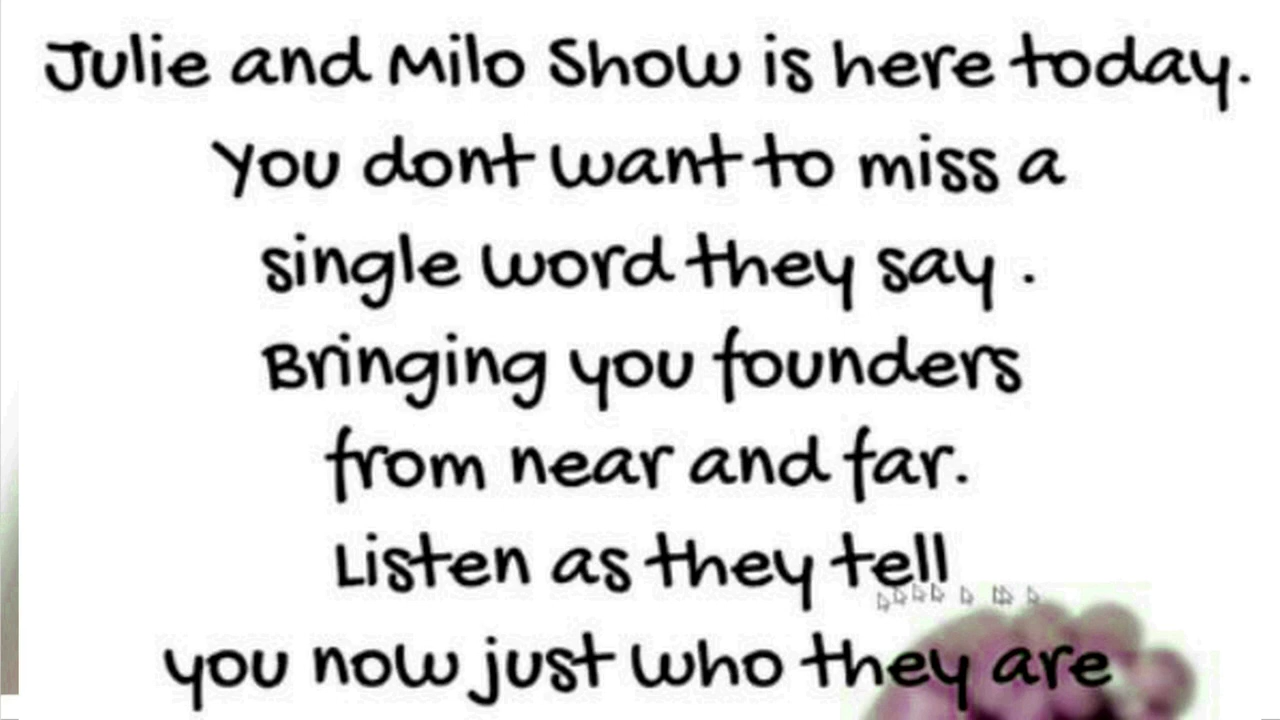 Julie and Milo Show is here today.
You dont want to miss a
single word they say .
Bringing you founders
from near and far.
Listen as they tell
you now just who they are